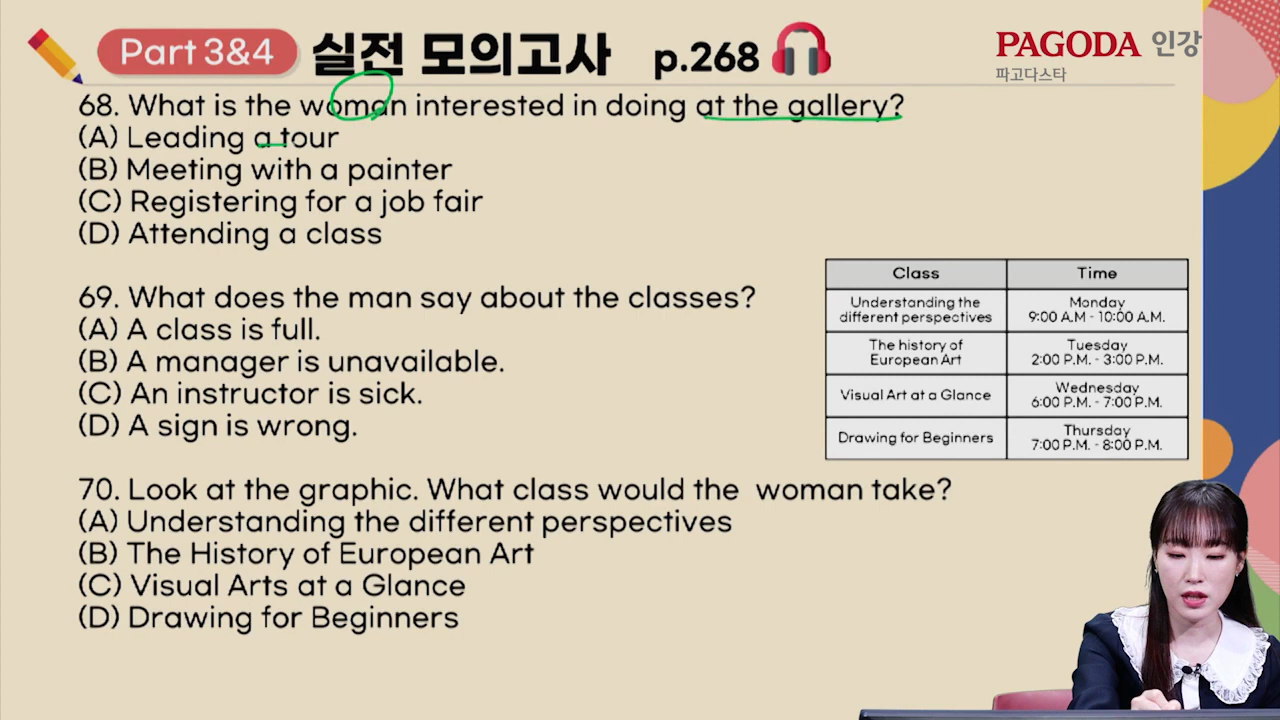 Part 3&4 실전 모의고사 p.268
PAGODA 인강
파고다스타
68. What is the woman interested in doing at the gallery?
(A) Leading a tour
(B) Meeting with a painter
(C) Registering for a job fair
(D) Attending a class
69. What does the man say about the classes?
(A) A class is full.
(B) A manager is unavailable.
(C) An instructor is sick.
(D) A sign is wrong.
Class Time
Understanding the
different perspectives
Monday
9:00 A.M - 10:00 A.M.
The history of
European Art
Tuesday
2:00 P.M. - 3:00 P.M.
Visual Art at a Glance
Wednesday
6:00 P.M. - 7:00 P.M.
Drawing for Beginners
Thursday
7:00 P.M. - 8:00 P.M.
70. Look at the graphic. What class would the woman take?
(A) Understanding the different perspectives
(B) The History of European Art
(C) Visual Arts at a Glance
(D) Drawing for Beginners